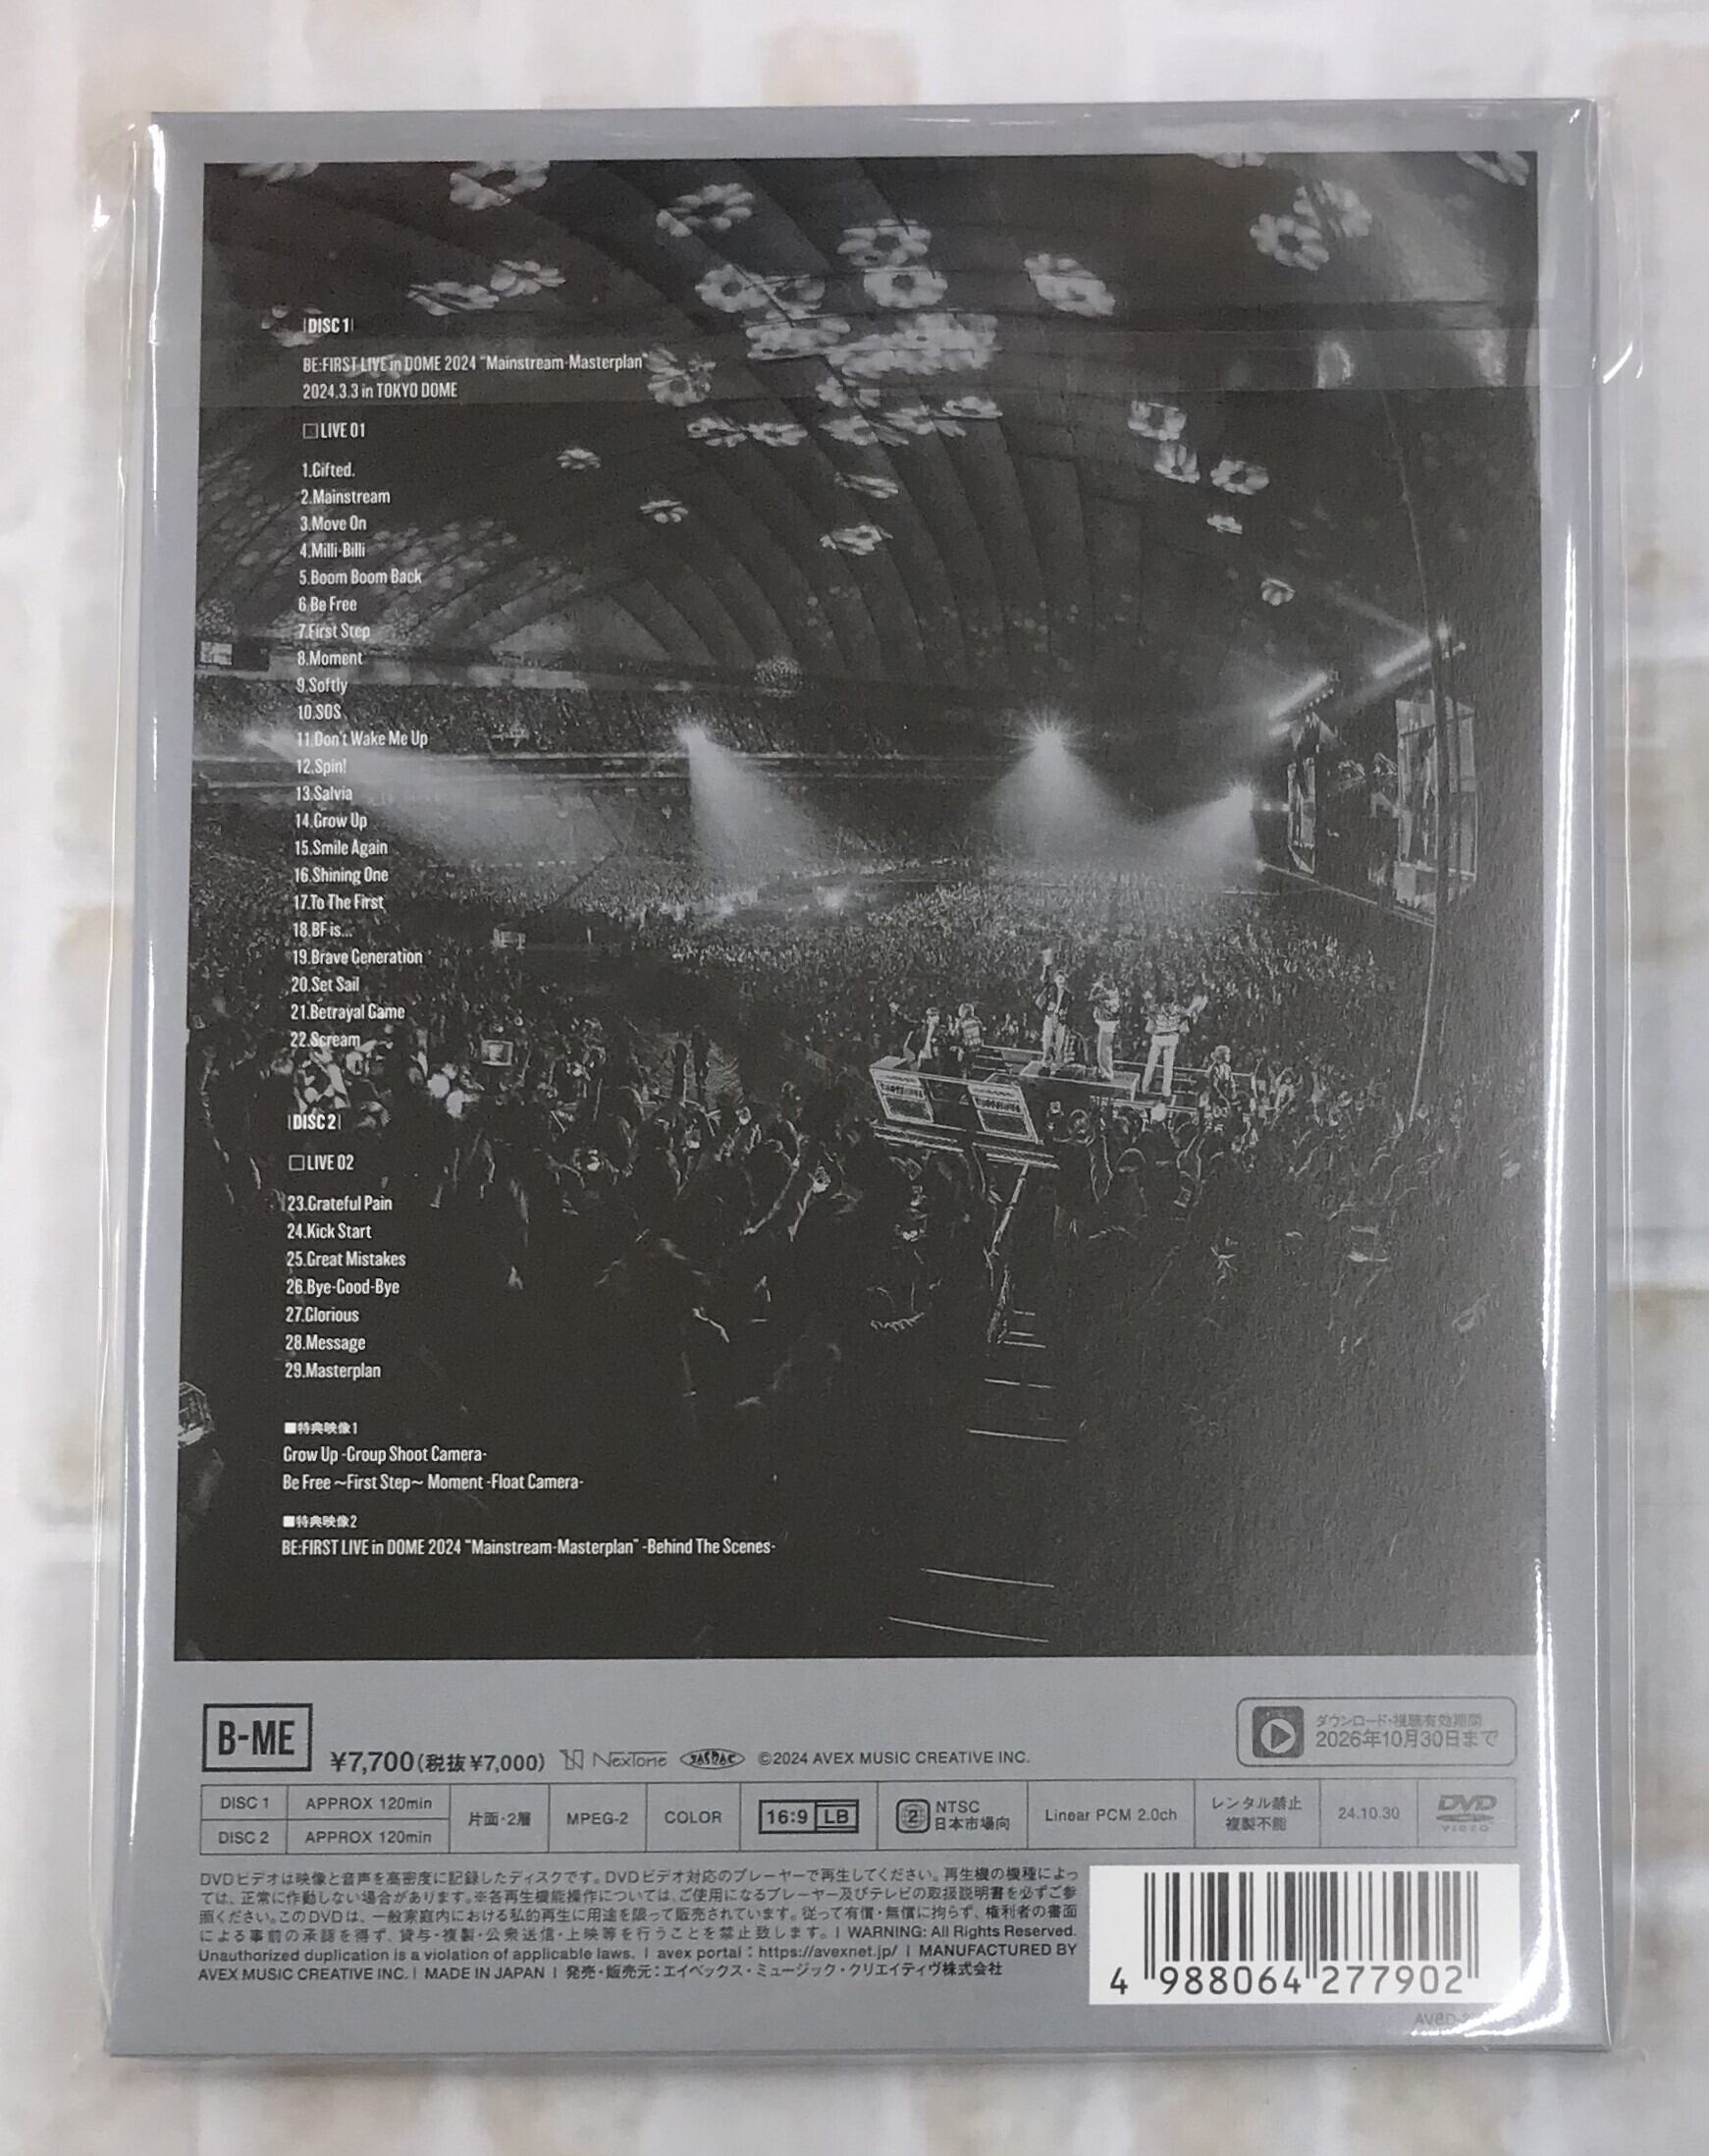 DISC 1
BE:FIRST LIVE in DOME 2024 "Mainstream-Masterplan"
2024.3.3 in TOKYO DOME
□LIVE 01
1.Gifted.
2.Mainstream
3.Move On
4.Milli-Billi
5.Boom Boom Back
6.Be Free
7.First Step
8.Moment
9.Softly
10.SOS
11.Don't Wake Me Up
12.Spin!
13.Salvia
14.Grow Up
15.Smile Again
16.Shining One
17.To The First
18.BF is...
19.Brave Generation
20.Set Sail
21.Betrayal Game
22.Scream
DISC 2
□LIVE 02
23.Grateful Pain
24.Kick Start
25.Great Mistakes
26.Bye-Good-Bye
27.Glorious
28.Message
29.Masterplan
■特典映像1
Grow Up -Group Shoot Camera-
Be Free ～First Step～ Moment -Float Camera-
■特典映像2
BE:FIRST LIVE in DOME 2024 "Mainstream-Masterplan" -Behind The Scenes-
B-ME
¥7,700(税抜¥7,000) NexTone JASRAC ©2024 AVEX MUSIC CREATIVE INC.
ダウンロード・視聴有効期間
2026年10月30日まで
DISC 1 APPROX 120min
DISC 2 APPROX 120min
片面・2層 MPEG-2 COLOR 16:9 LB
2 NTSC
日本市場向
Linear PCM 2.0ch
レンタル禁止
複製不能
24.10.30
DVD
VIDEO
DVDビデオは映像と音声を高密度に記録したディスクです。DVDビデオ対応のプレーヤーで再生してください。再生機の機種によっ
ては、正常に作動しない場合があります。※各再生機能操作については、ご使用になるプレーヤー及びテレビの取扱説明書を必ずご参
照ください。このDVDは、一般家庭内における私的再生に用途を限って販売されています。従って有償・無償に拘らず、権利者の書面
による事前の承認を得ず、貸与・複製・公衆送信・上映等を行うことを禁止致します。| WARNING: All Rights Reserved.
Unauthorized duplication is a violation of applicable laws. | avex portal：https://avexnet.jp/ | MANUFACTURED BY
AVEX MUSIC CREATIVE INC. | MADE IN JAPAN | 発売・販売元：エイベックス・ミュージック・クリエイティヴ株式会社
4 988064 277902